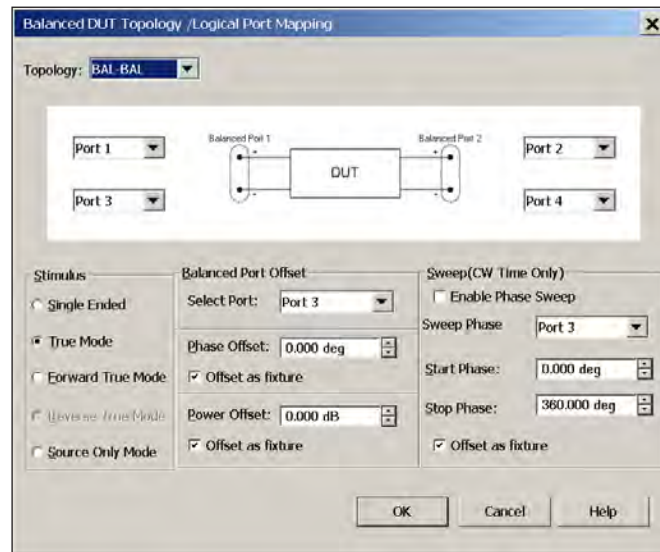 Balanced DUT Topology /Logical Port Mapping
Topology: BAL-BAL
Port 1
Port 3
Balanced Port 1
+
-
DUT
Balanced Port 2
+
-
Port 2
Port 4
Stimulus
Single Ended
True Mode
Forward True Mode
Reverse True Mode
Source Only Mode
Balanced Port Offset
Select Port: Port 3
Phase Offset: 0.000 deg
Offset as fixture
Power Offset: 0.000 dB
Offset as fixture
Sweep(CW Time Only)
Enable Phase Sweep
Sweep Phase Port 3
Start Phase: 0.000 deg
Stop Phase: 360.000 deg
Offset as fixture
OK
Cancel
Help